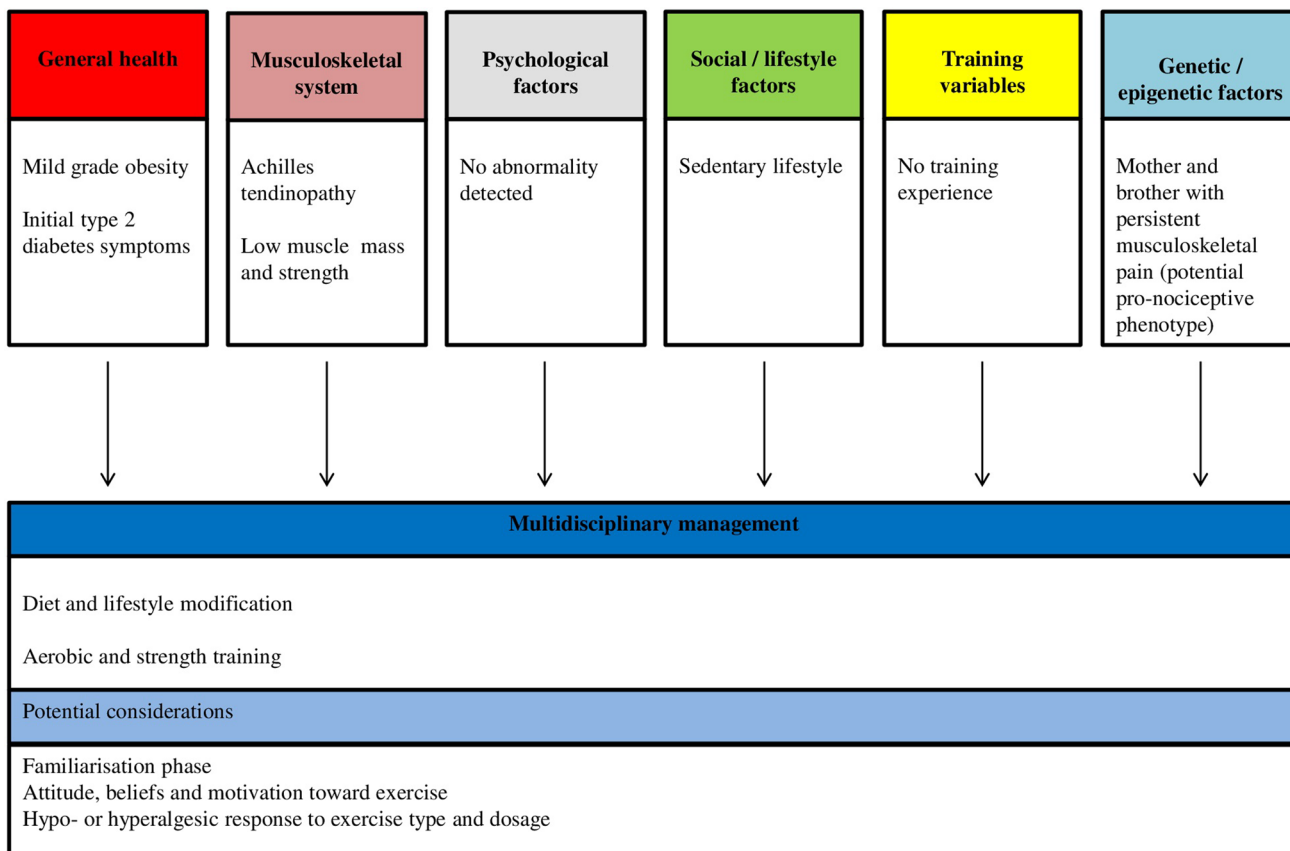 General health
Mild grade obesity
Initial type 2
diabetes symptoms
Musculoskeletal
system
Achilles
tendinopathy
Low muscle mass
and strength
Psychological
factors
No abnormality
detected
Social / lifestyle
factors
Sedentary lifestyle
Training
variables
No training
experience
Genetic /
epigenetic factors
Mother and
brother with
persistent
musculoskeletal
pain (potential
pro-nociceptive
phenotype)
Multidisciplinary management
Diet and lifestyle modification
Aerobic and strength training
Potential considerations
Familiarisation phase
Attitude, beliefs and motivation toward exercise
Hypo- or hyperalgesic response to exercise type and dosage